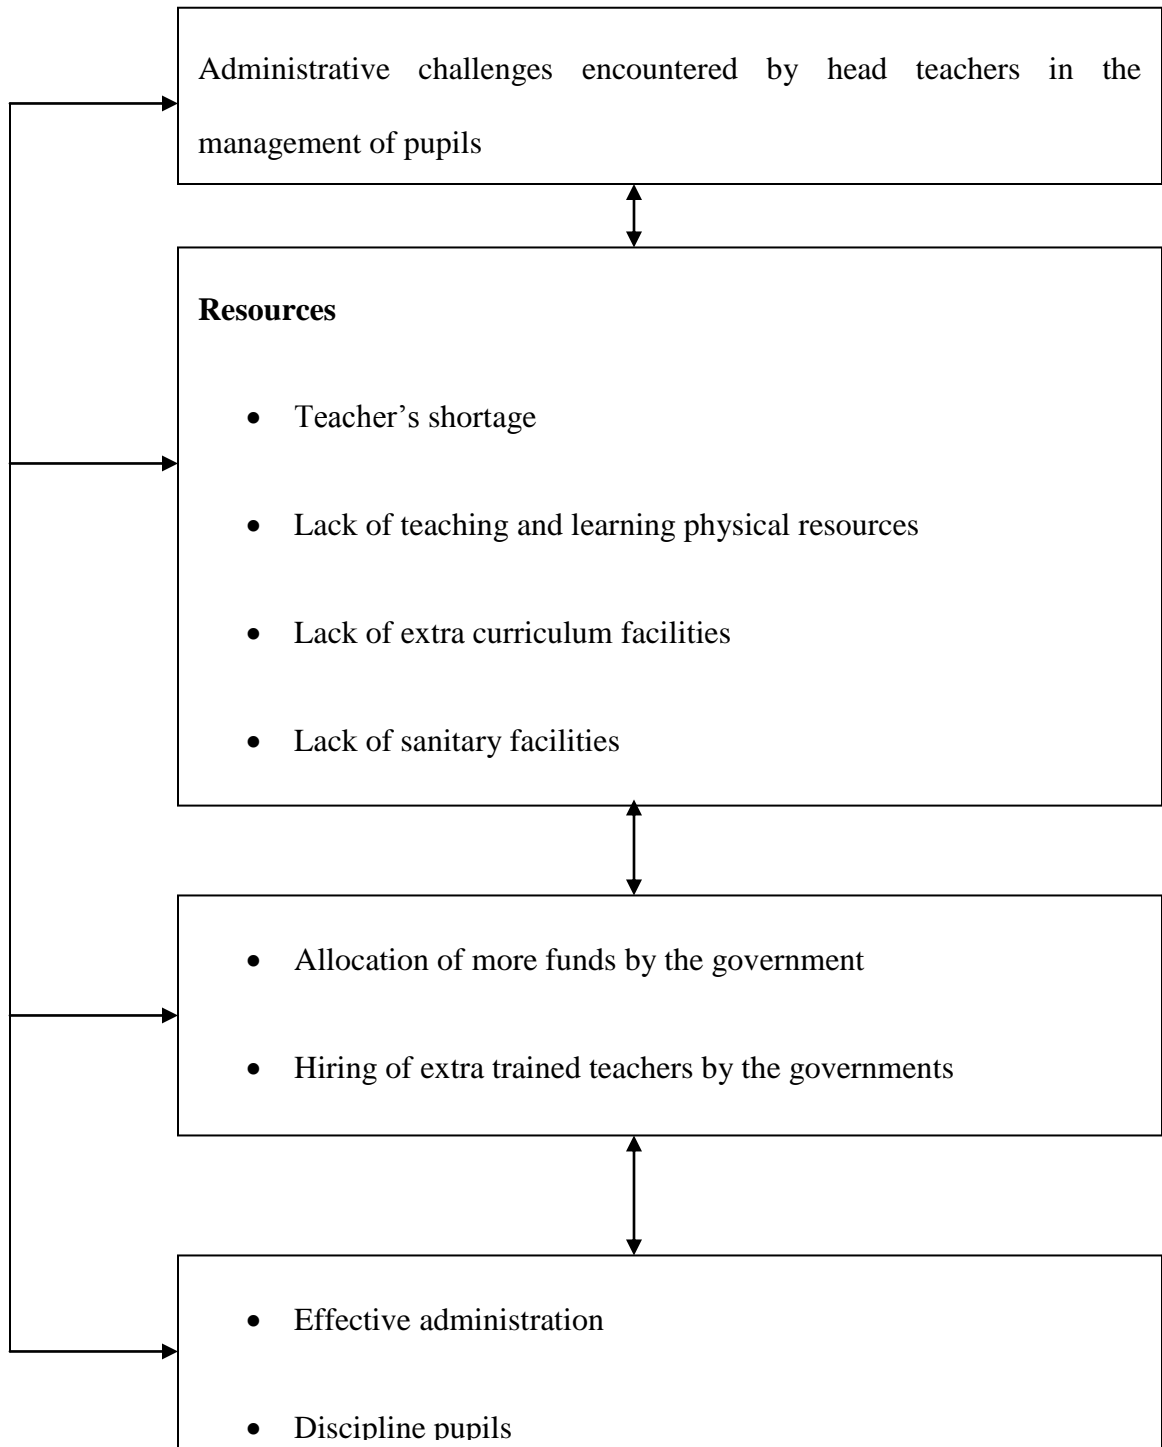 Administrative challenges encountered by head teachers in the
management of pupils
Resources
• Teacher’s shortage
• Lack of teaching and learning physical resources
• Lack of extra curriculum facilities
• Lack of sanitary facilities
• Allocation of more funds by the government
• Hiring of extra trained teachers by the governments
• Effective administration
• Discipline pupils